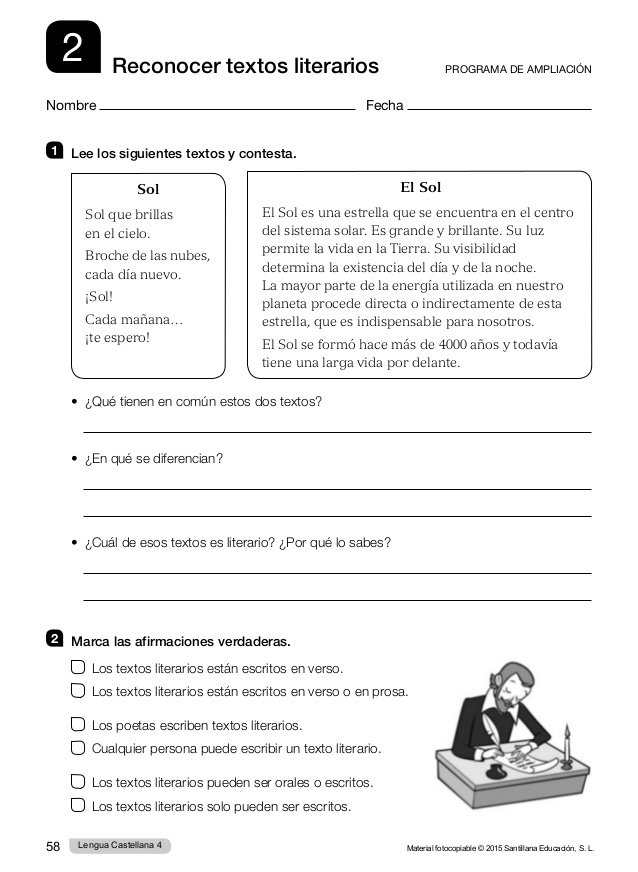 2
Reconocer textos literarios
PROGRAMA DE AMPLIACIÓN
Nombre
Fecha
1 Lee los siguientes textos y contesta.
Sol
Sol que brillas
en el cielo.
Broche de las nubes,
cada día nuevo.
¡Sol!
Cada mañana…
¡te espero!
El Sol
El Sol es una estrella que se encuentra en el centro
del sistema solar. Es grande y brillante. Su luz
permite la vida en la Tierra. Su visibilidad
determina la existencia del día y de la noche.
La mayor parte de la energía utilizada en nuestro
planeta procede directa o indirectamente de esta
estrella, que es indispensable para nosotros.
El Sol se formó hace más de 4000 años y todavía
tiene una larga vida por delante.
• ¿Qué tienen en común estos dos textos?
• ¿En qué se diferencian?
• ¿Cuál de esos textos es literario? ¿Por qué lo sabes?
2 Marca las afirmaciones verdaderas.
Los textos literarios están escritos en verso.
Los textos literarios están escritos en verso o en prosa.
Los poetas escriben textos literarios.
Cualquier persona puede escribir un texto literario.
Los textos literarios pueden ser orales o escritos.
Los textos literarios solo pueden ser escritos.
58
Lengua Castellana 4
Material fotocopiable © 2015 Santillana Educación, S. L.